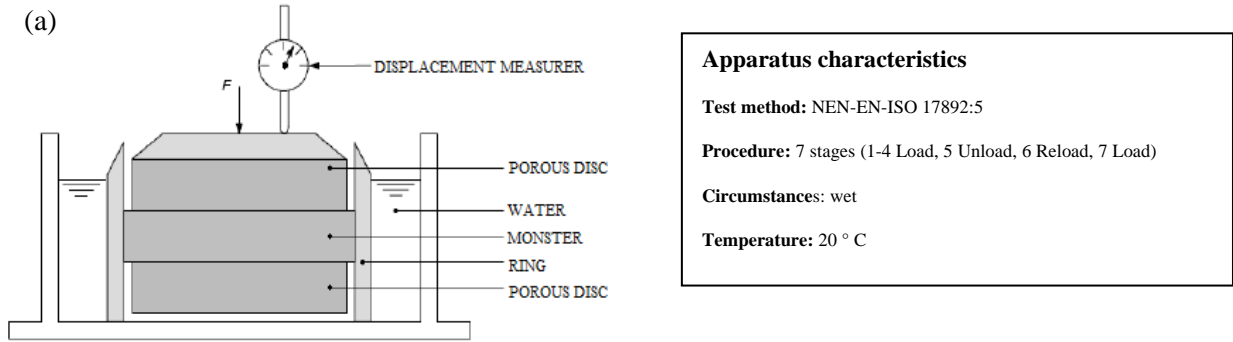 (a)
DISPLACEMENT MEASURER
F
POROUS DISC
WATER
MONSTER
RING
POROUS DISC
Apparatus characteristics
Test method: NEN-EN-ISO 17892:5
Procedure: 7 stages (1-4 Load, 5 Unload, 6 Reload, 7 Load)
Circumstances: wet
Temperature: 20 ° C